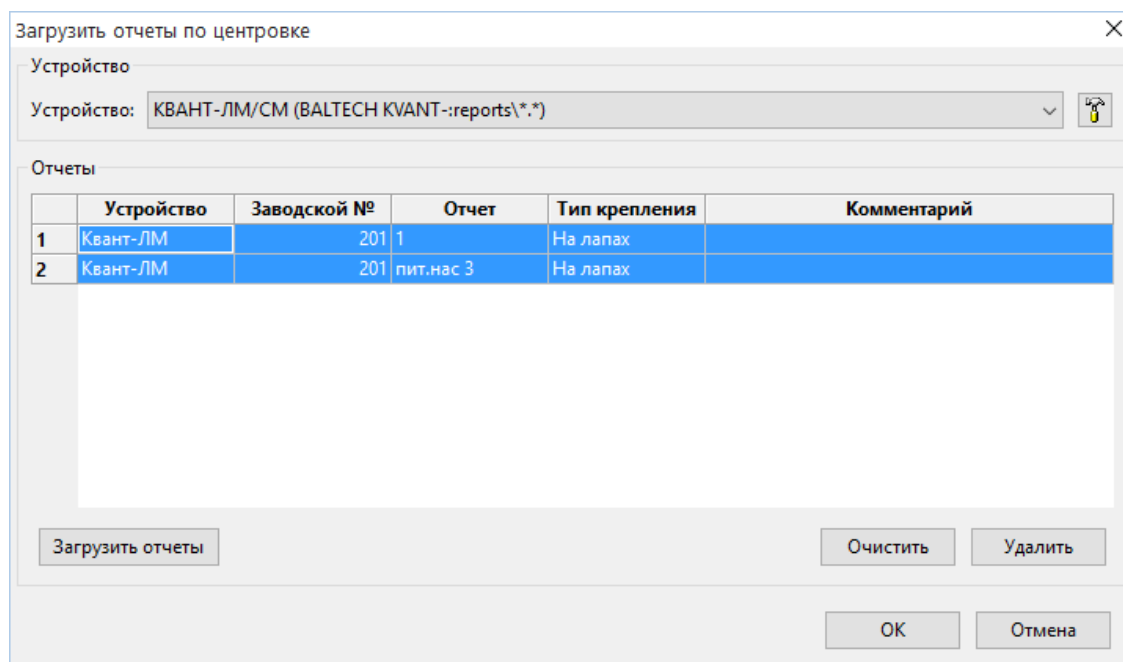 Загрузить отчеты по центровке
Устройство
Устройство: КВАНТ-ЛМ/СМ (BALTECH KVANT-:reports\*.*)
Отчеты
Устройство Заводской № Отчет Тип крепления Комментарий
1 Квант-ЛМ 201 1 На лапах
2 Квант-ЛМ 201 пит.нас 3 На лапах
Загрузить отчеты Очистить Удалить
OK Отмена